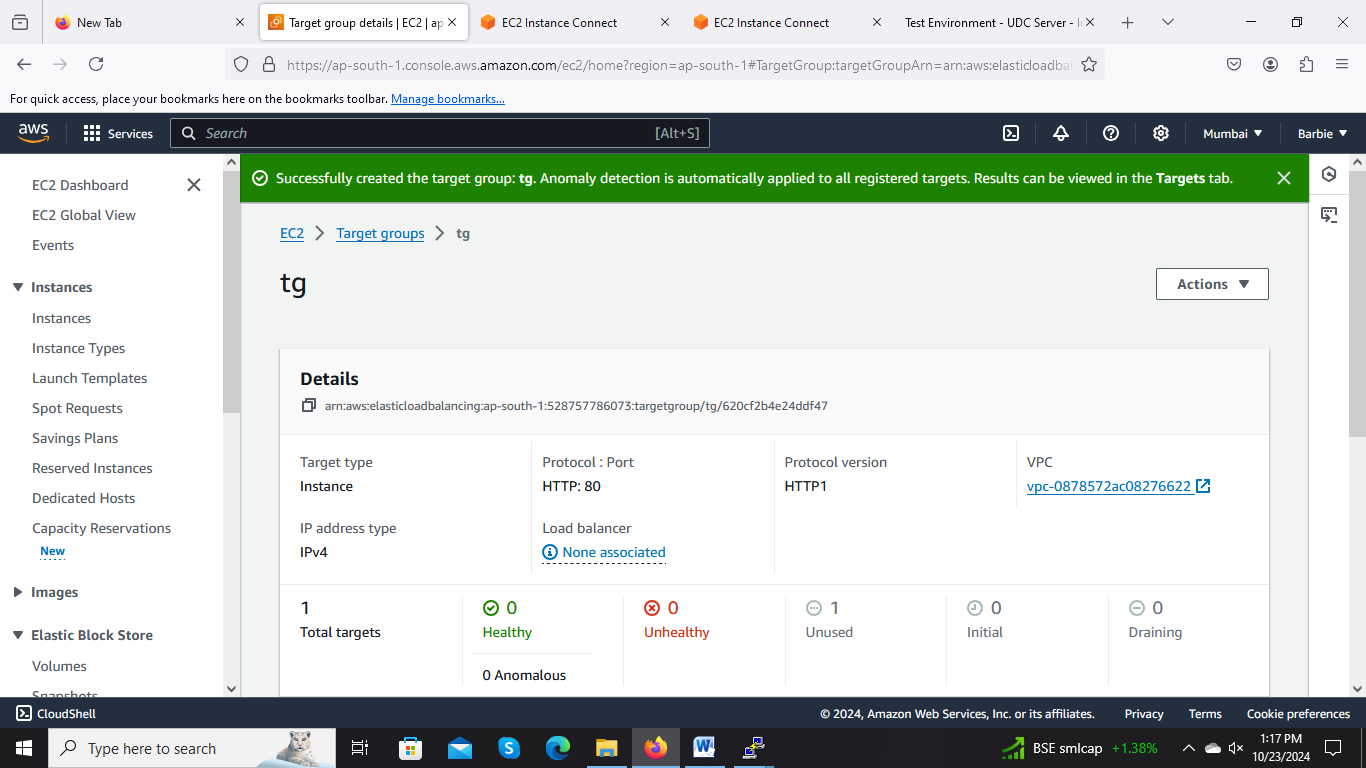 New Tab
Target group details | EC2 | ap
EC2 Instance Connect
EC2 Instance Connect
Test Environment - UDC Server - I
https://ap-south-1.console.aws.amazon.com/ec2/home?region=ap-south-1#TargetGroup:targetGroupArn=arn:aws:elasticloadbal
For quick access, place your bookmarks here on the bookmarks toolbar. Manage bookmarks...
aws
Services
Search
[Alt+S]
Mumbai
Barbie
EC2 Dashboard
EC2 Global View
Events
Instances
Instances
Instance Types
Launch Templates
Spot Requests
Savings Plans
Reserved Instances
Dedicated Hosts
Capacity Reservations
New
Images
Elastic Block Store
Volumes
Snapshots
Successfully created the target group: tg. Anomaly detection is automatically applied to all registered targets. Results can be viewed in the Targets tab.
EC2 > Target groups > tg
tg
Actions
Details
arn:aws:elasticloadbalancing:ap-south-1:528757786073:targetgroup/tg/620cf2b4e24ddf47
Target type
Instance
Protocol : Port
HTTP: 80
Protocol version
HTTP1
VPC
vpc-0878572ac08276622
IP address type
IPv4
Load balancer
None associated
1
Total targets
0
Healthy
0 Anomalous
0
Unhealthy
1
Unused
0
Initial
0
Draining
CloudShell
© 2024, Amazon Web Services, Inc. or its affiliates.
Privacy
Terms
Cookie preferences
Type here to search
BSE smlcap +1.38%
1:17 PM
10/23/2024